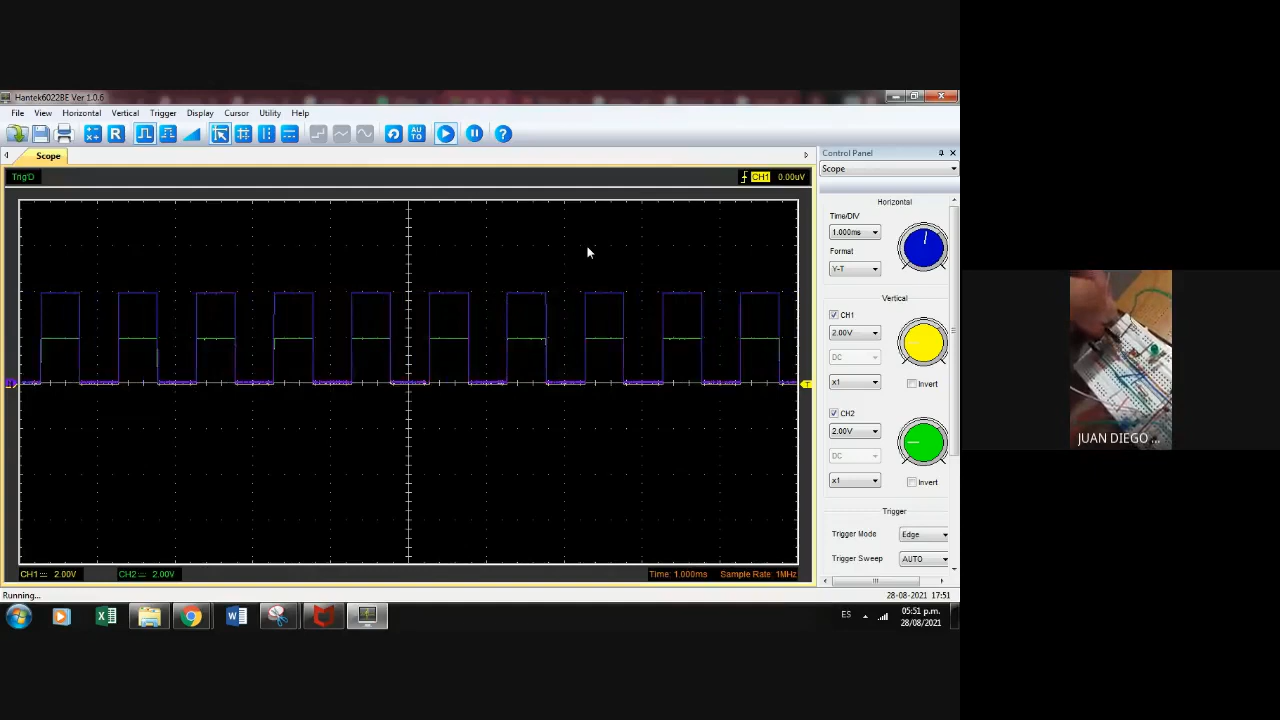 Hantek6022BE Ver 1.0.6
File View Horizontal Vertical Trigger Display Cursor Utility Help
R AUTO ?
Scope
Control Panel
Scope
Trig'D CH1 0.00uV
Horizontal
Time/DIV
1.000ms
Format
Y-T
Vertical
CH1
2.00V
DC
x1 Invert
T
CH2
2.00V
DC
x1 Invert
Trigger
Trigger Mode Edge
Trigger Sweep AUTO
CH1 2.00V CH2 2.00V Time: 1.000ms Sample Rate 1MHz
Running... 28-08-2021 17:51
ES 05:51 p.m.
28/08/2021
JUAN DIEGO ...